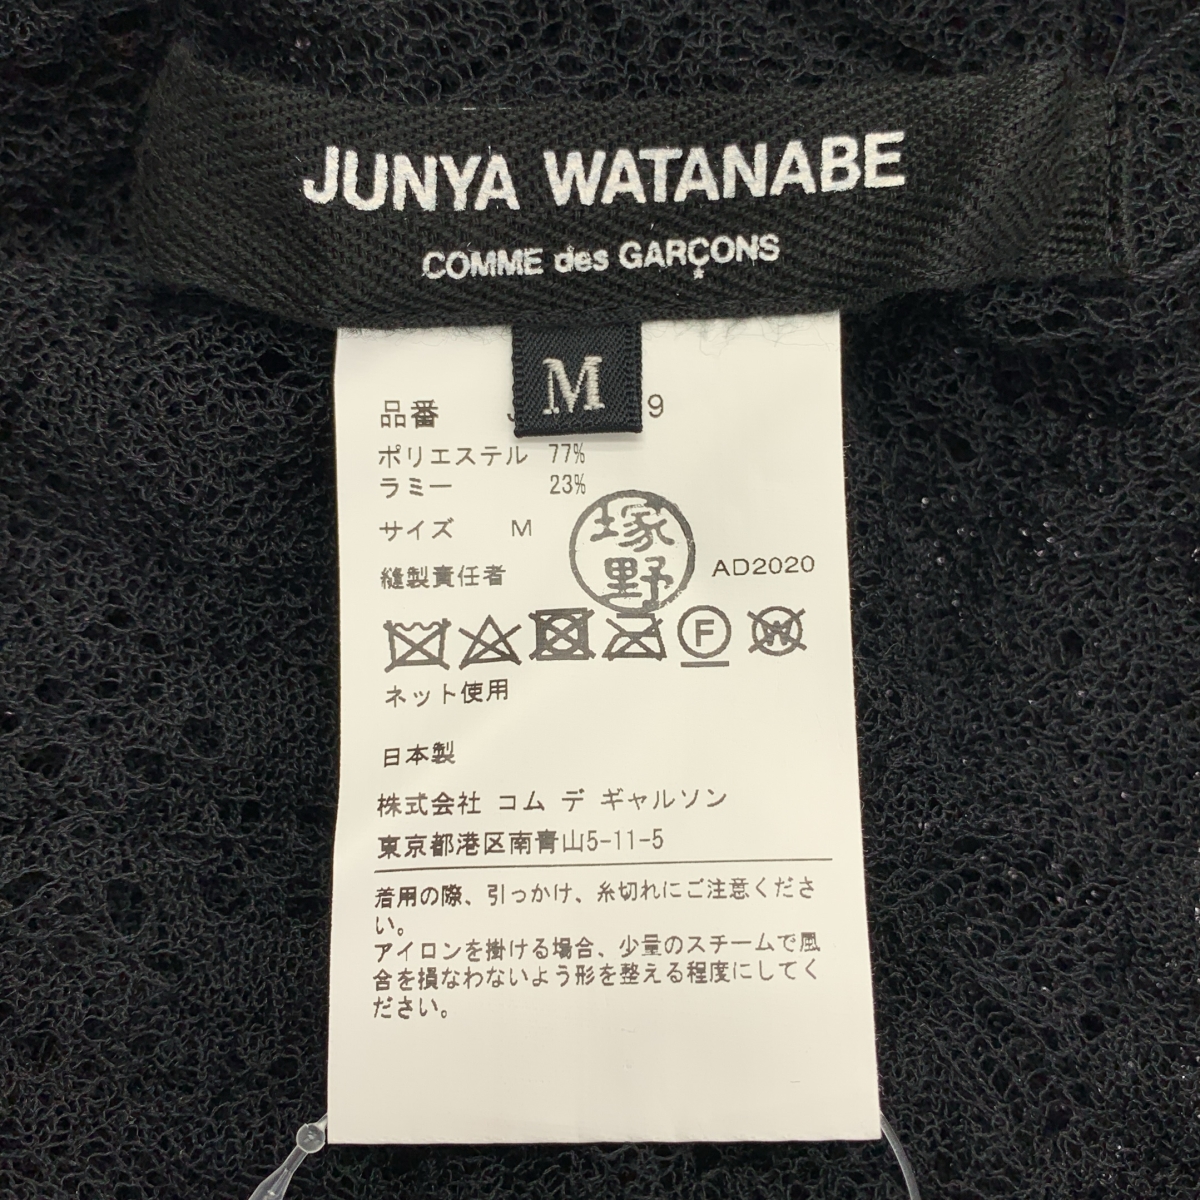 JUNYA WATANABE
COMME des GARÇONS
M
品番 9
ポリエステル 77%
ラミー 23%
サイズ M
塚野
縫製責任者 AD2020
F W
ネット使用
日本製
株式会社 コム デ ギャルソン
東京都港区南青山5-11-5
着用の際、引っかけ、糸切れにご注意くださ
い。
アイロンを掛ける場合、少量のスチームで風
合を損なわないよう形を整える程度にしてく
ださい。